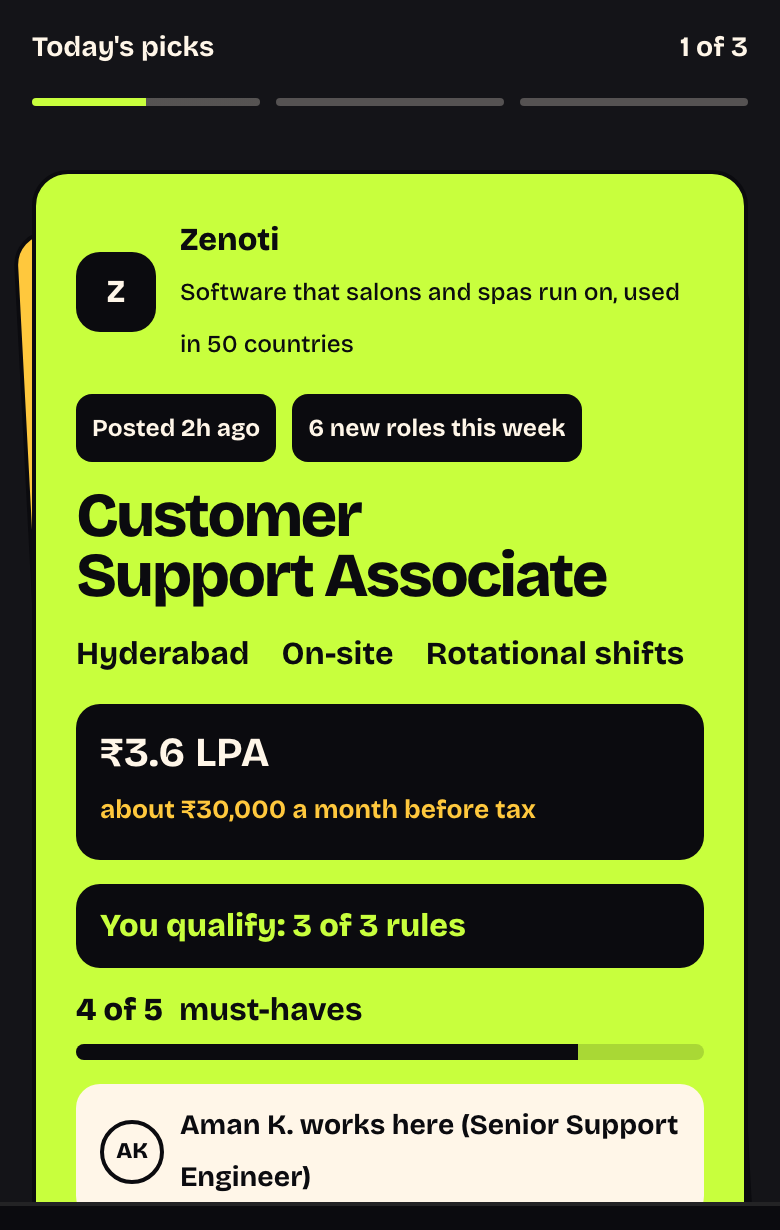 Today's picks
1 of 3
Zenoti
Z
Software that salons and spas run on, used
in 50 countries
Posted 2h ago
6 new roles this week
Customer
Support Associate
Hyderabad On-site Rotational shifts
₹3.6 LPA
about ₹30,000 a month before tax
You qualify: 3 of 3 rules
4 of 5 must-haves
AK
Aman K. works here (Senior Support
Engineer)